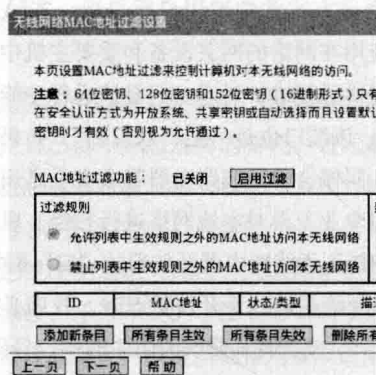 无线网络MAC地址过滤设置
本页设置MAC地址过滤来控制计算机对本无线网络的访问。
注意：64位密钥、128位密钥和152位密钥（16进制形式）只有
在安全认证方式为开放系统、共享密钥或自动选择而且设置默认
密钥时才有效（否则视为允许通过）。
MAC地址过滤功能： 已关闭 启用过滤
过滤规则
允许列表中生效规则之外的MAC地址访问本无线网络
禁止列表中生效规则之外的MAC地址访问本无线网络
ID MAC地址 状态/类型
添加新条目 所有条目生效 所有条目失效 删除所有
上一页 下一页 帮助